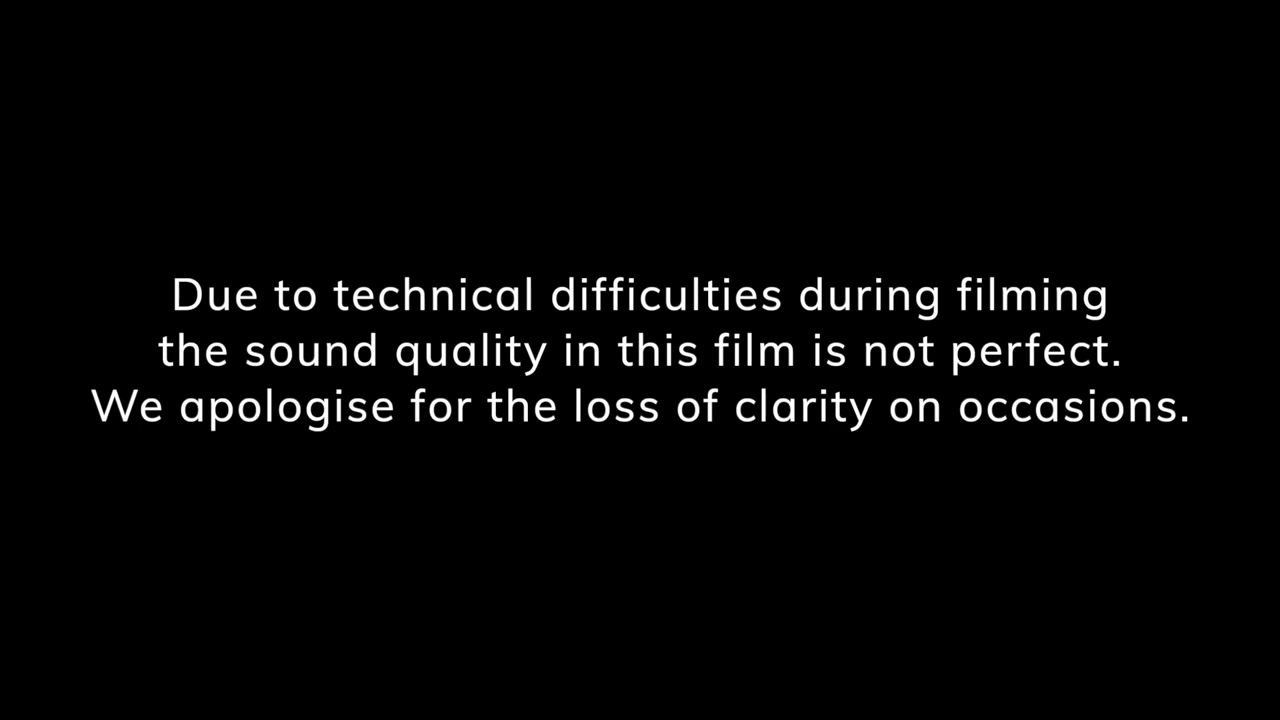 Due to technical difficulties during filming
the sound quality in this film is not perfect.
We apologise for the loss of clarity on occasions.